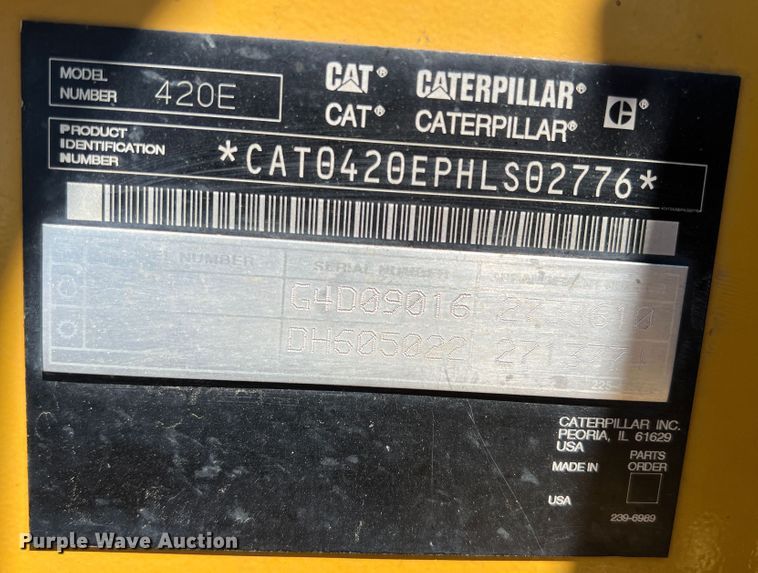 MODEL
NUMBER 420E
CAT® CATERPILLAR®
CAT® CATERPILLAR®
PRODUCT
IDENTIFICATION
NUMBER *CAT0420EPHLS02776*
NUMBER SERIAL NUMBER
G4D09016
DH605022
CATERPILLAR INC.
PEORIA, IL 61629
USA
MADE IN PARTS ORDER
USA
239-6989
Purple Wave Auction